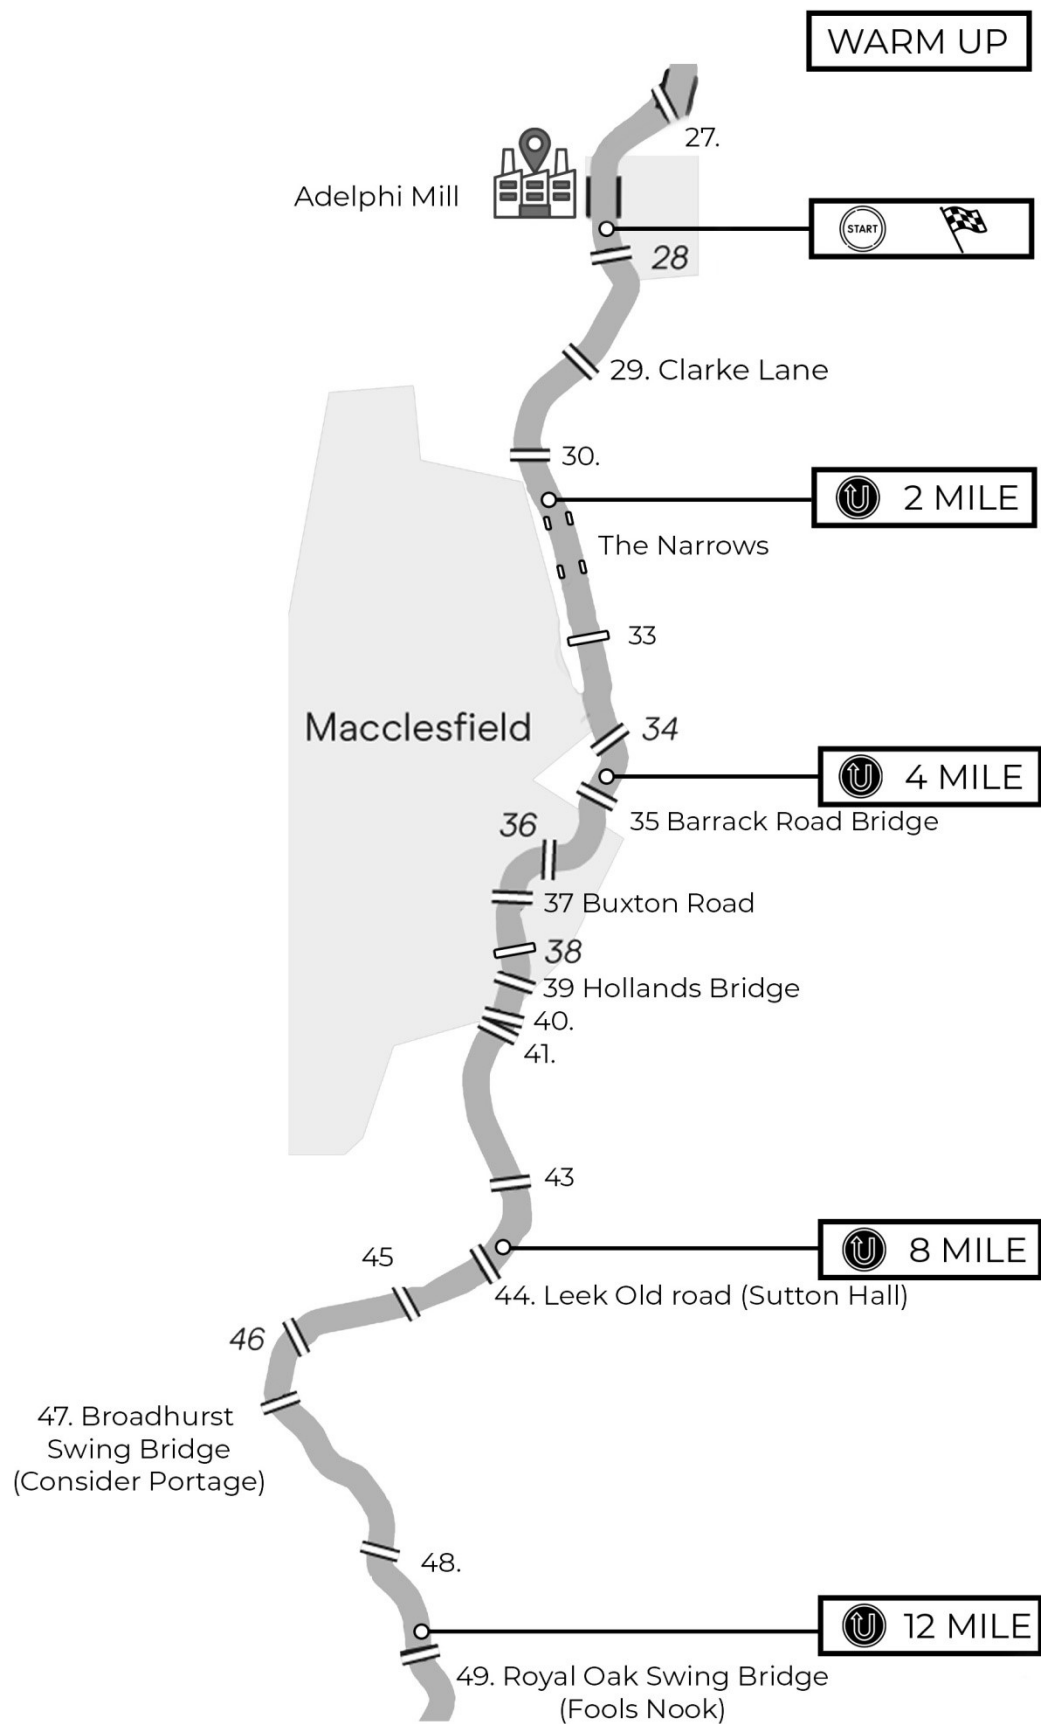 WARM UP
27.
Adelphi Mill
START
28
29. Clarke Lane
30.
2 MILE
The Narrows
33
Macclesfield
34
4 MILE
35 Barrack Road Bridge
36
37 Buxton Road
38
39 Hollands Bridge
40.
41.
43
8 MILE
45
44. Leek Old road (Sutton Hall)
46
47. Broadhurst
Swing Bridge
(Consider Portage)
48.
12 MILE
49. Royal Oak Swing Bridge
(Fools Nook)